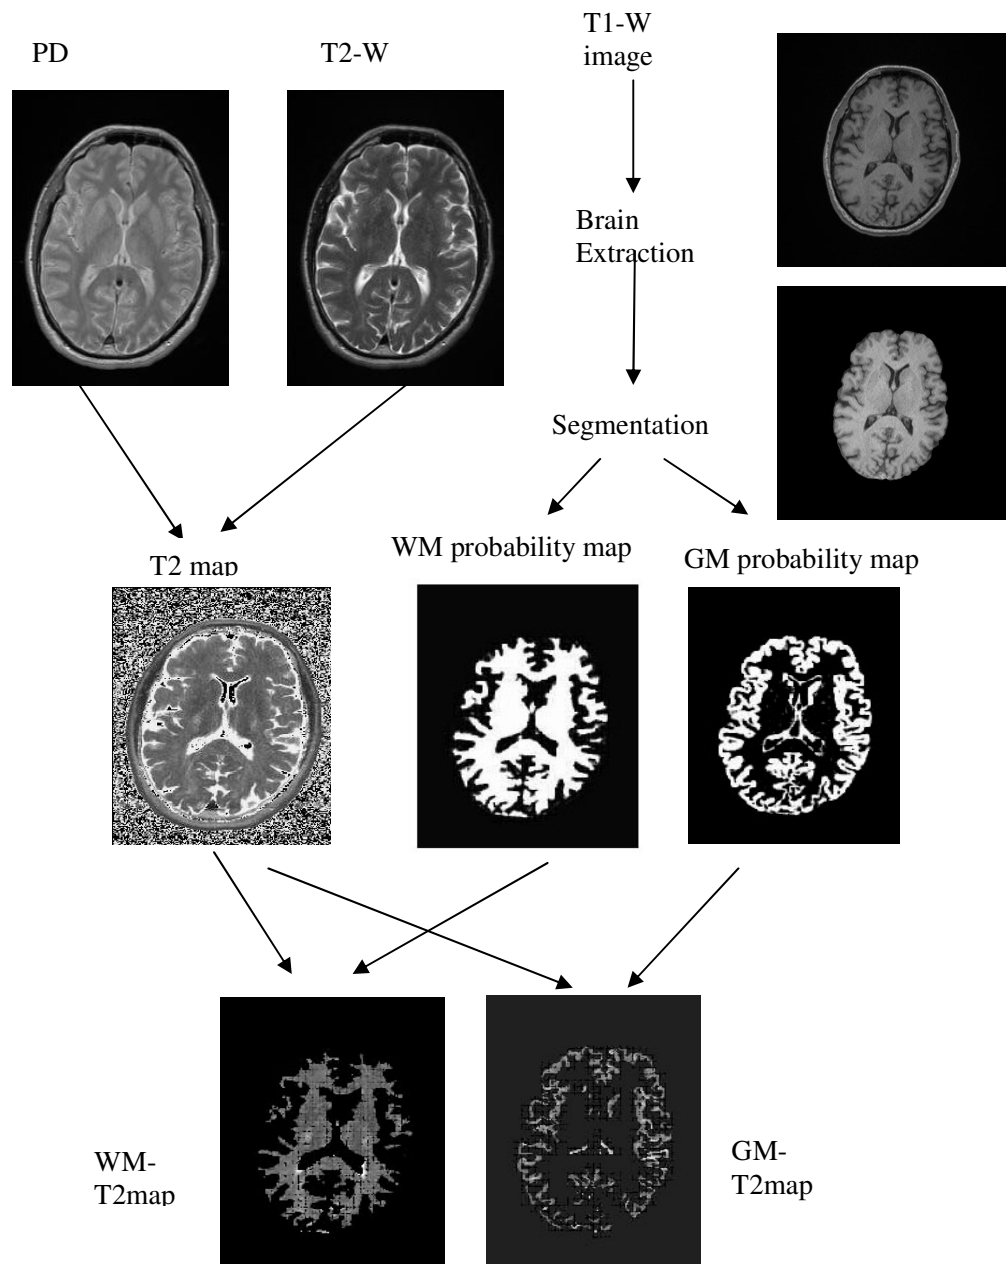 PD
T2-W
T1-W
image
Brain
Extraction
Segmentation
T2 map
WM probability map
GM probability map
WM-
T2map
GM-
T2map